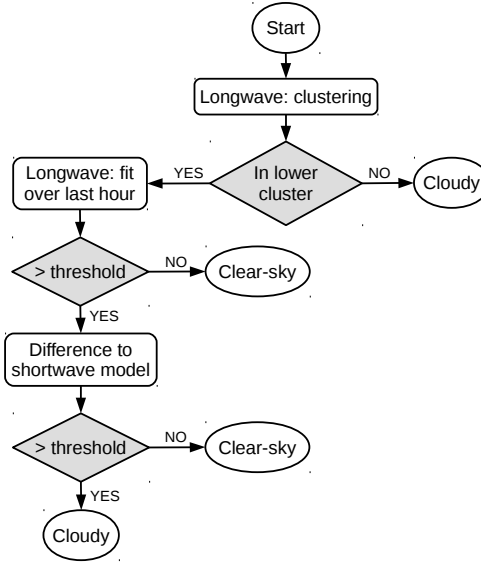 Start
Longwave: clustering
In lower
cluster
YES
NO
Longwave: fit
over last hour
Cloudy
> threshold
NO
Clear-sky
YES
Difference to
shortwave model
> threshold
NO
Clear-sky
YES
Cloudy